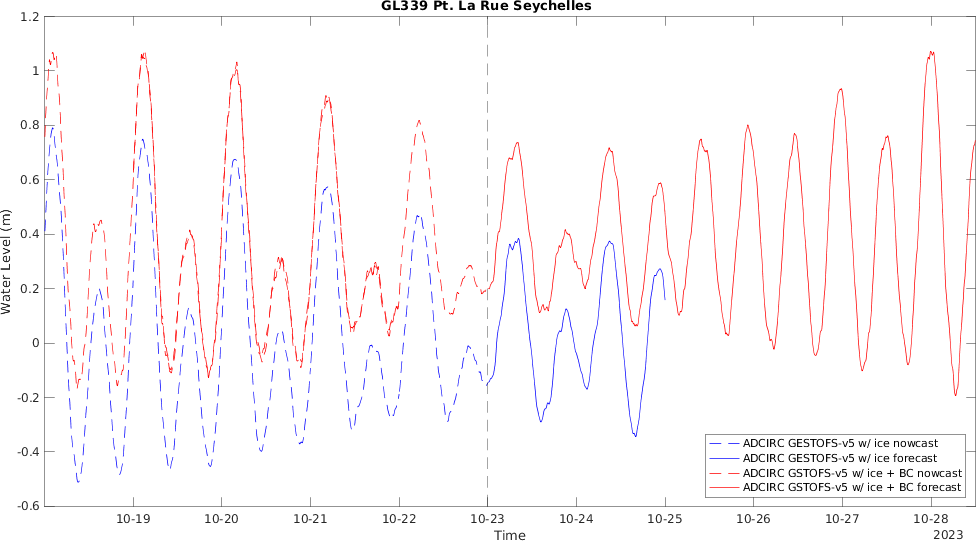 GL339 Pt. La Rue Seychelles
1.2
1
0.8
0.6
0.4
0.2
0
-0.2
-0.4
-0.6
Water Level (m)
ADCIRC GESTOFS-v5 w/ ice nowcast
ADCIRC GESTOFS-v5 w/ ice forecast
ADCIRC GSTOFS-v5 w/ ice + BC nowcast
ADCIRC GSTOFS-v5 w/ ice + BC forecast
10-19 10-20 10-21 10-22 10-23 10-24 10-25 10-26 10-27 10-28
Time
2023